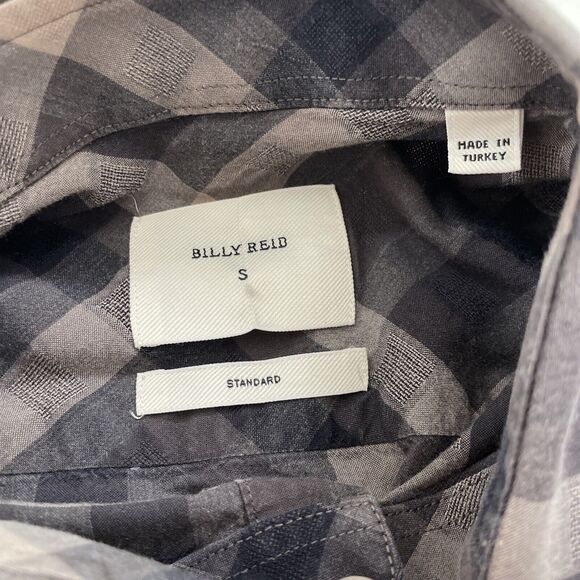 MADE IN
TURKEY
BILLY REID
S
STANDARD